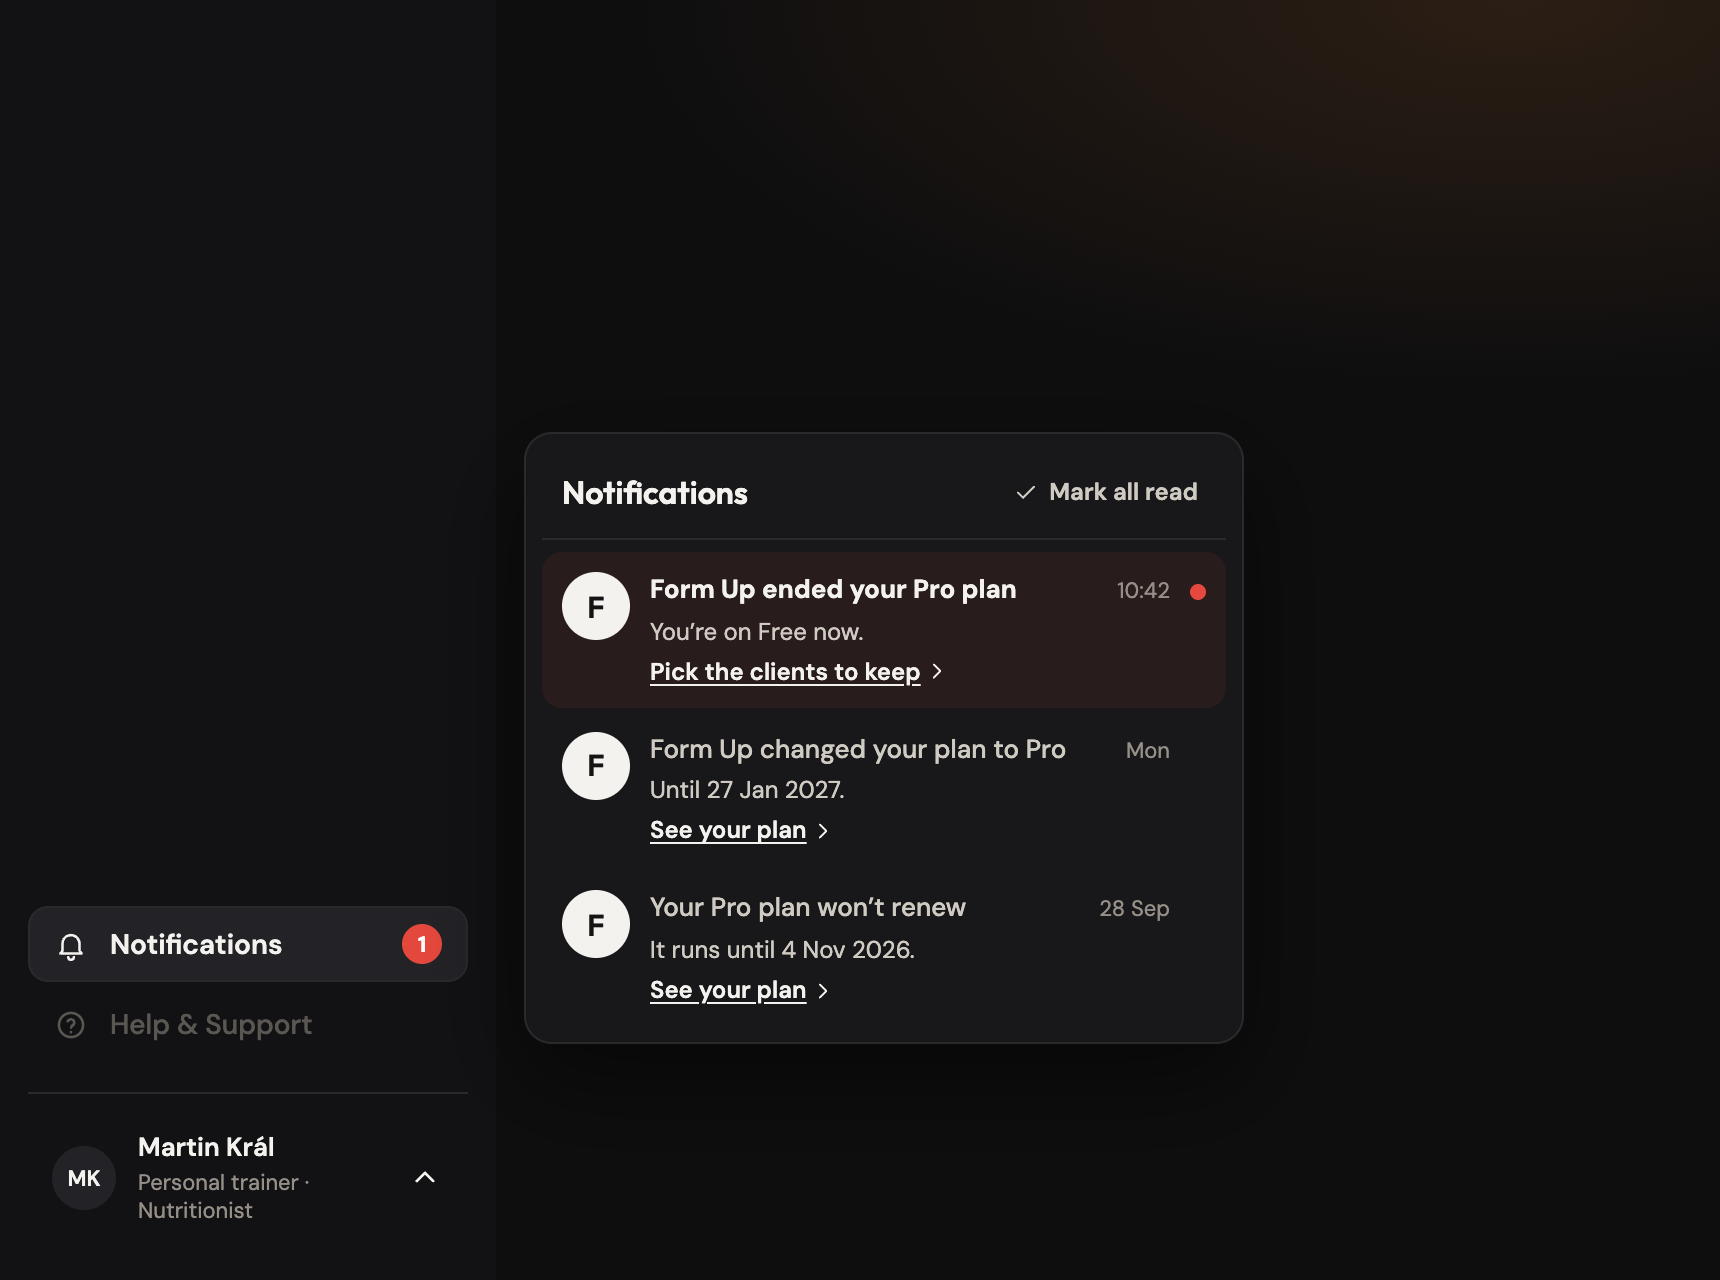 Notifications
Mark all read
F
Form Up ended your Pro plan
10:42
You’re on Free now.
Pick the clients to keep
F
Form Up changed your plan to Pro
Mon
Until 27 Jan 2027.
See your plan
F
Your Pro plan won’t renew
28 Sep
It runs until 4 Nov 2026.
See your plan
Notifications
1
Help & Support
MK
Martin Král
Personal trainer ·
Nutritionist